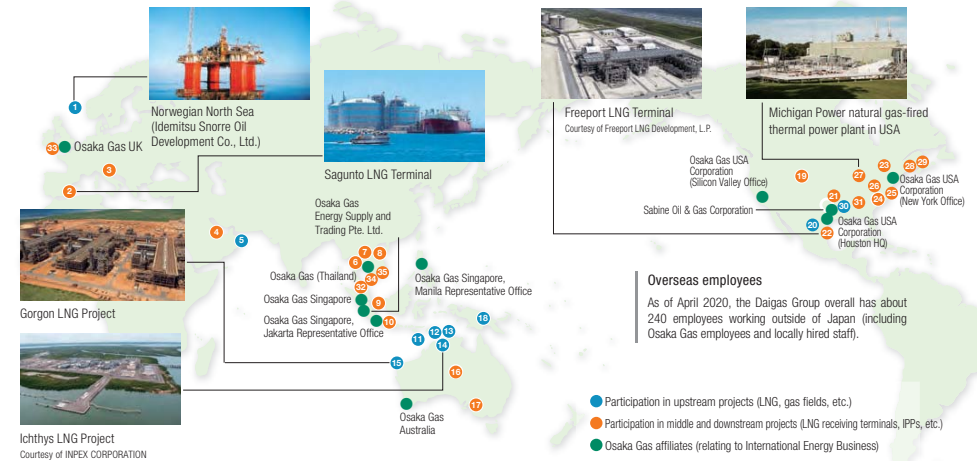 Norwegian North Sea
(Idemitsu Snorre Oil
Development Co., Ltd.)
Sagunto LNG Terminal
Freeport LNG Terminal
Courtesy of Freeport LNG Development, L.P.
Michigan Power natural gas-fired
thermal power plant in USA
1
33
Osaka Gas UK
3
2
Gorgon LNG Project
Ichthys LNG Project
Courtesy of INPEX CORPORATION
4
5
Osaka Gas
Energy Supply and
Trading Pte. Ltd.
7
8
6
35
Osaka Gas (Thailand)
34
32
Osaka Gas Singapore
9
Osaka Gas Singapore,
Jakarta Representative Office
10
Osaka Gas Singapore,
Manila Representative Office
18
11
12
13
14
15
16
17
Osaka Gas
Australia
Osaka Gas USA
Corporation
(Silicon Valley Office)
19
27
23
28
29
26
25
24
Osaka Gas USA
Corporation
(New York Office)
21
30
31
Sabine Oil & Gas Corporation
20
22
Osaka Gas USA
Corporation
(Houston HQ)
Overseas employees
As of April 2020, the Daigas Group overall has about
240 employees working outside of Japan (including
Osaka Gas employees and locally hired staff).
Participation in upstream projects (LNG, gas fields, etc.)
Participation in middle and downstream projects (LNG receiving terminals, IPPs, etc.)
Osaka Gas affiliates (relating to International Energy Business)